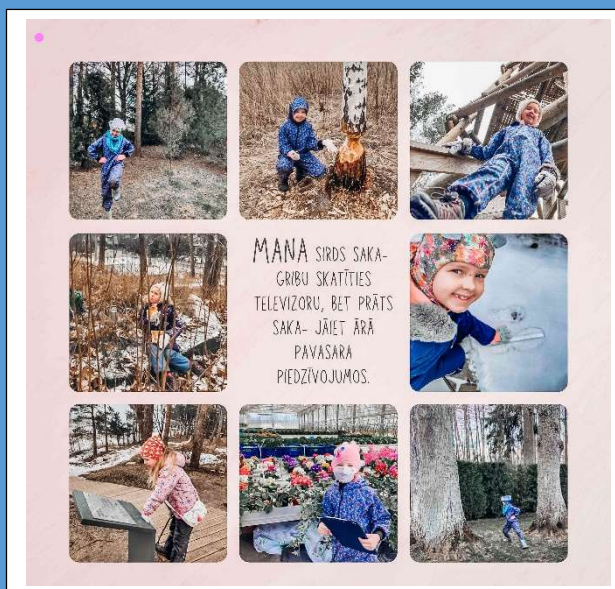 MANA SIRDS SAKA-
GRIBU SKATĪTIES
TELEVIZORU, BET PRĀTS
SAKA- JĀIET ĀRĀ
PAVASARA
PIEDZĪVOJUMOS.